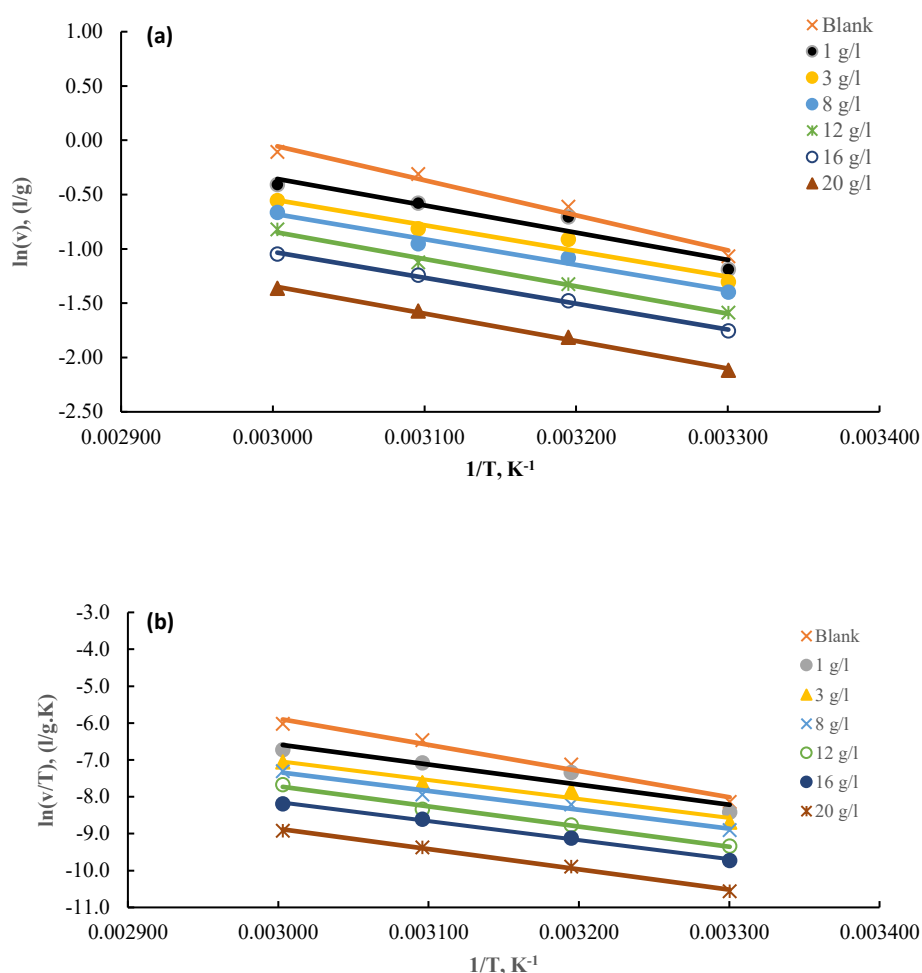 (a)
1.00
0.50
0.00
-0.50
-1.00
-1.50
-2.00
-2.50
ln(v), (l/g)
0.002900 0.003000 0.003100 0.003200 0.003300 0.003400
1/T, K-1
Blank
1 g/l
3 g/l
8 g/l
12 g/l
16 g/l
20 g/l
(b)
-3.0
-4.0
-5.0
-6.0
-7.0
-8.0
-9.0
-10.0
-11.0
ln(v/T), (l/g.K)
0.002900 0.003000 0.003100 0.003200 0.003300 0.003400
1/T, K-1
Blank
1 g/l
3 g/l
8 g/l
12 g/l
16 g/l
20 g/l